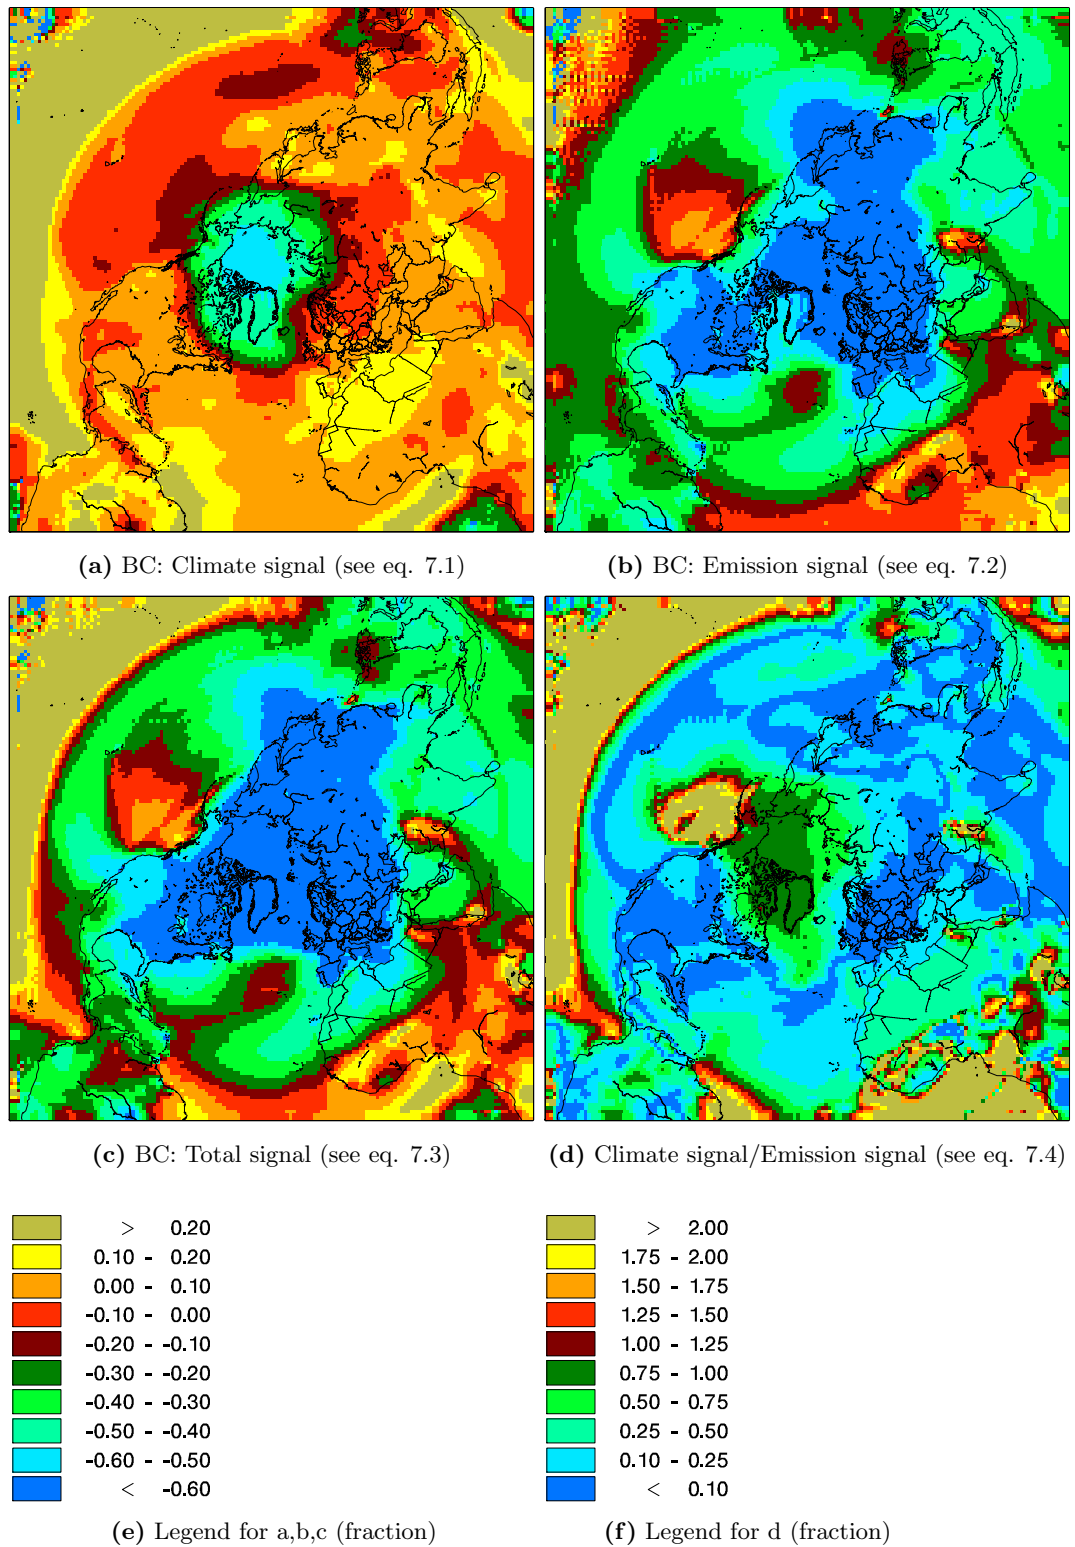 (a) BC: Climate signal (see eq. 7.1)
(b) BC: Emission signal (see eq. 7.2)
(c) BC: Total signal (see eq. 7.3)
(d) Climate signal/Emission signal (see eq. 7.4)
> 0.20
0.10 - 0.20
0.00 - 0.10
-0.10 - 0.00
-0.20 - -0.10
-0.30 - -0.20
-0.40 - -0.30
-0.50 - -0.40
-0.60 - -0.50
< -0.60
(e) Legend for a,b,c (fraction)
> 2.00
1.75 - 2.00
1.50 - 1.75
1.25 - 1.50
1.00 - 1.25
0.75 - 1.00
0.50 - 0.75
0.25 - 0.50
0.10 - 0.25
< 0.10
(f) Legend for d (fraction)